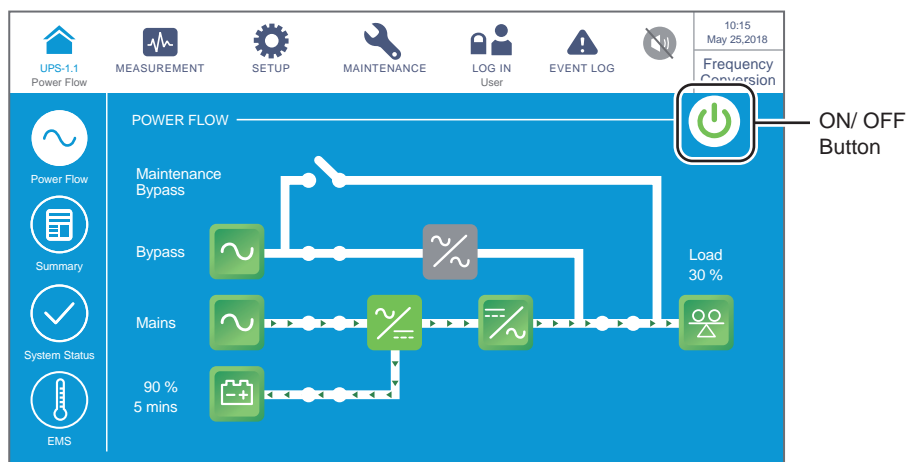 UPS-1.1
Power Flow
MEASUREMENT
SETUP
MAINTENANCE
LOG IN
User
EVENT LOG
10:15
May 25,2018
Frequency
Conversion
POWER FLOW
ON/ OFF
Button
Power Flow
Summary
System Status
EMS
Maintenance
Bypass
Bypass
Mains
90 %
5 mins
Load
30 %